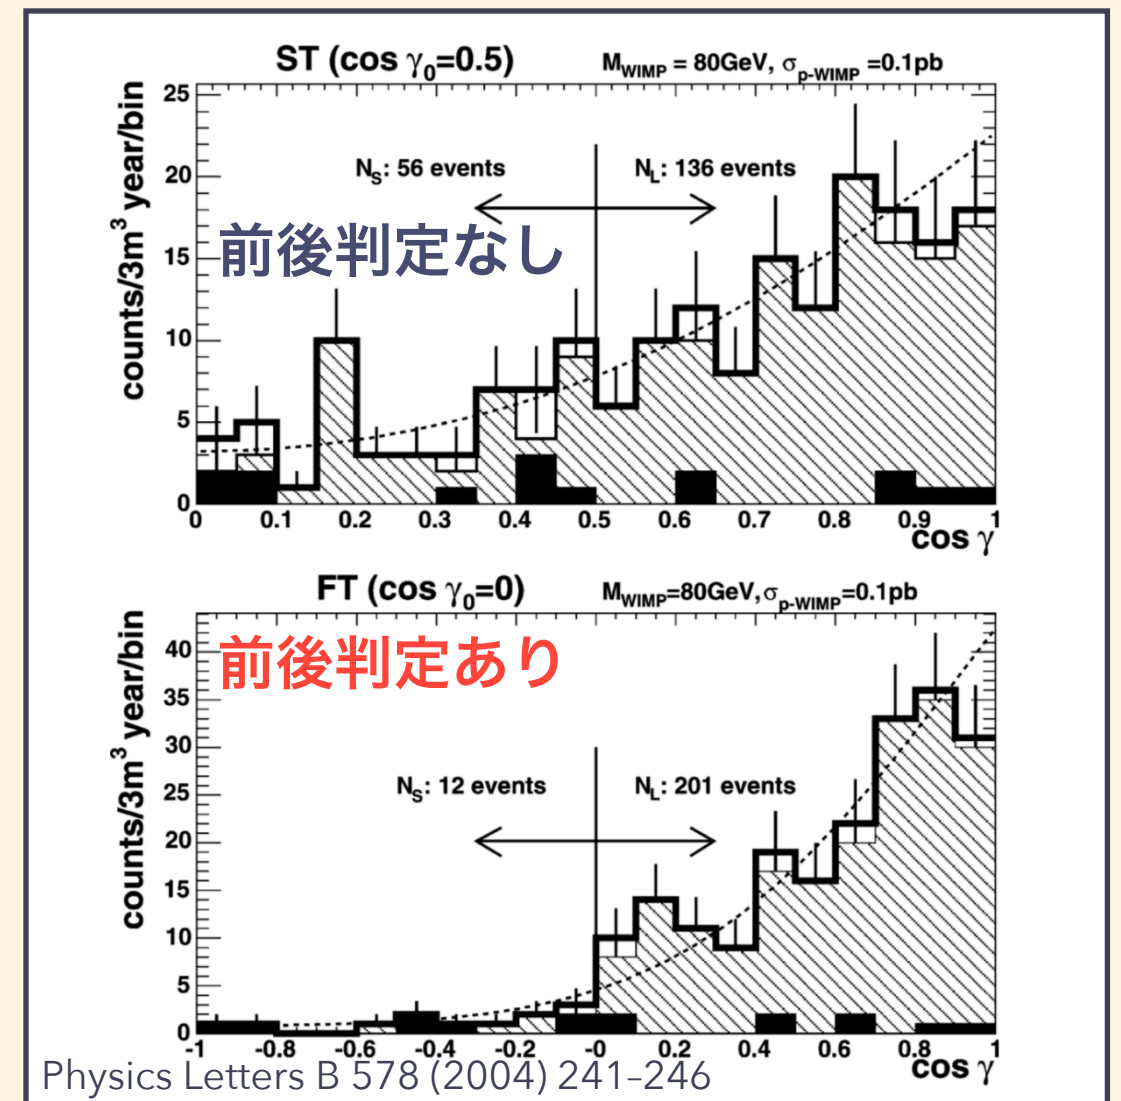 ST (cos γ0=0.5)
MWIMP = 80GeV, σp-WIMP =0.1pb
counts/3m3 year/bin
25
20
15
10
5
0
NS: 56 events
NL: 136 events
前後判定なし
0 0.1 0.2 0.3 0.4 0.5 0.6 0.7 0.8 0.9 1
cos γ
FT (cos γ0=0)
MWIMP=80GeV,σp-WIMP=0.1pb
counts/3m3 year/bin
40
35
30
25
20
15
10
5
0
前後判定あり
NS: 12 events
NL: 201 events
-1 -0.8 -0.6 -0.4 -0.2 -0 0.2 0.4 0.6 0.8 1
cos γ
Physics Letters B 578 (2004) 241–246